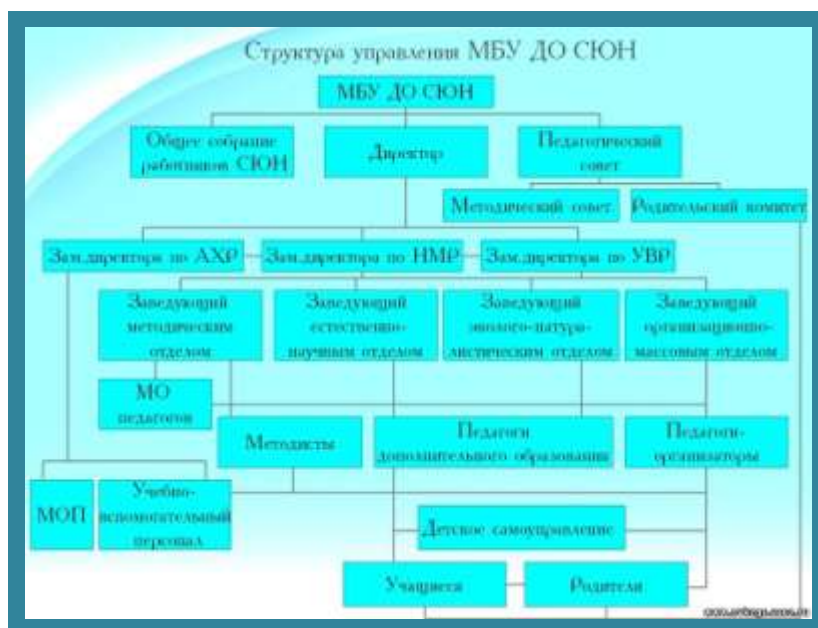 Структура управления МБУ ДО СЮН
МБУ ДО СЮН
Общее собрание
работников СЮН
Директор
Педагогический
совет
Методический совет
Родительский комитет
Зам.директора по АХР
Зам.директора по НМР
Зам.директора по УВР
Заведующий
методическим
отделом
Заведующий
естественно-
научным отделом
Заведующий
эколого-натура-
листическим отделом
Заведующий
организационно-
массовым отделом
МО
педагогов
Методисты
Педагоги
дополнительного образования
Педагоги-
организаторы
МОП
Учебно-
вспомогательный
персонал
Детское самоуправление
Учащиеся
Родители